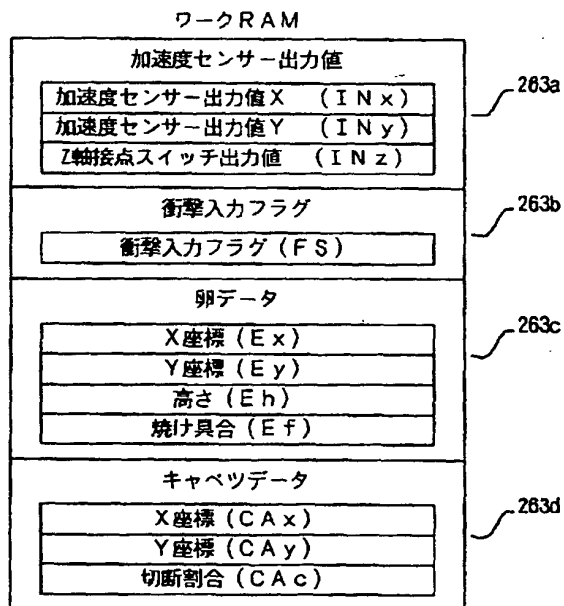 ワークRAM
加速度センサー出力値
加速度センサー出力値X (INx)
加速度センサー出力値Y (INy)
Z軸接点スイッチ出力値 (INz)
263a
衝撃入力フラグ
衝撃入力フラグ(FS)
263b
卵データ
X座標(Ex)
Y座標(Ey)
高さ(Eh)
焼け具合(Ef)
263c
キャベツデータ
X座標(CAx)
Y座標(CAy)
切断割合(CAc)
263d